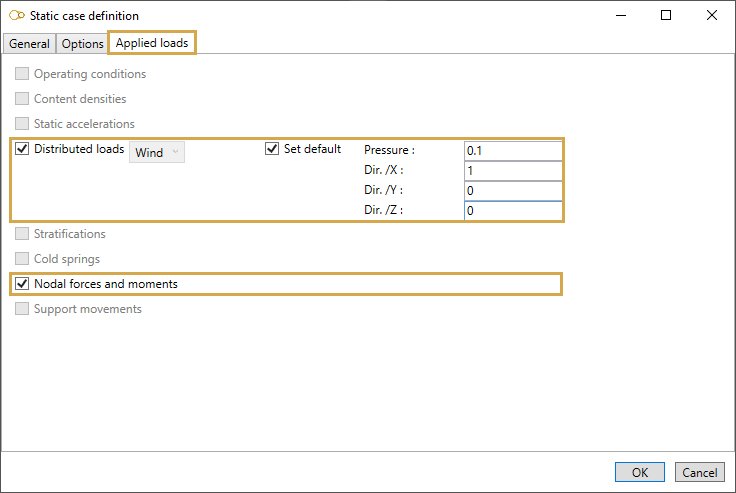 Static case definition
General Options Applied loads
Operating conditions
Content densities
Static accelerations
Distributed loads Wind Set default Pressure : 0.1
Dir. /X : 1
Dir. /Y : 0
Dir. /Z : 0
Stratifications
Cold springs
Nodal forces and moments
Support movements
OK Cancel